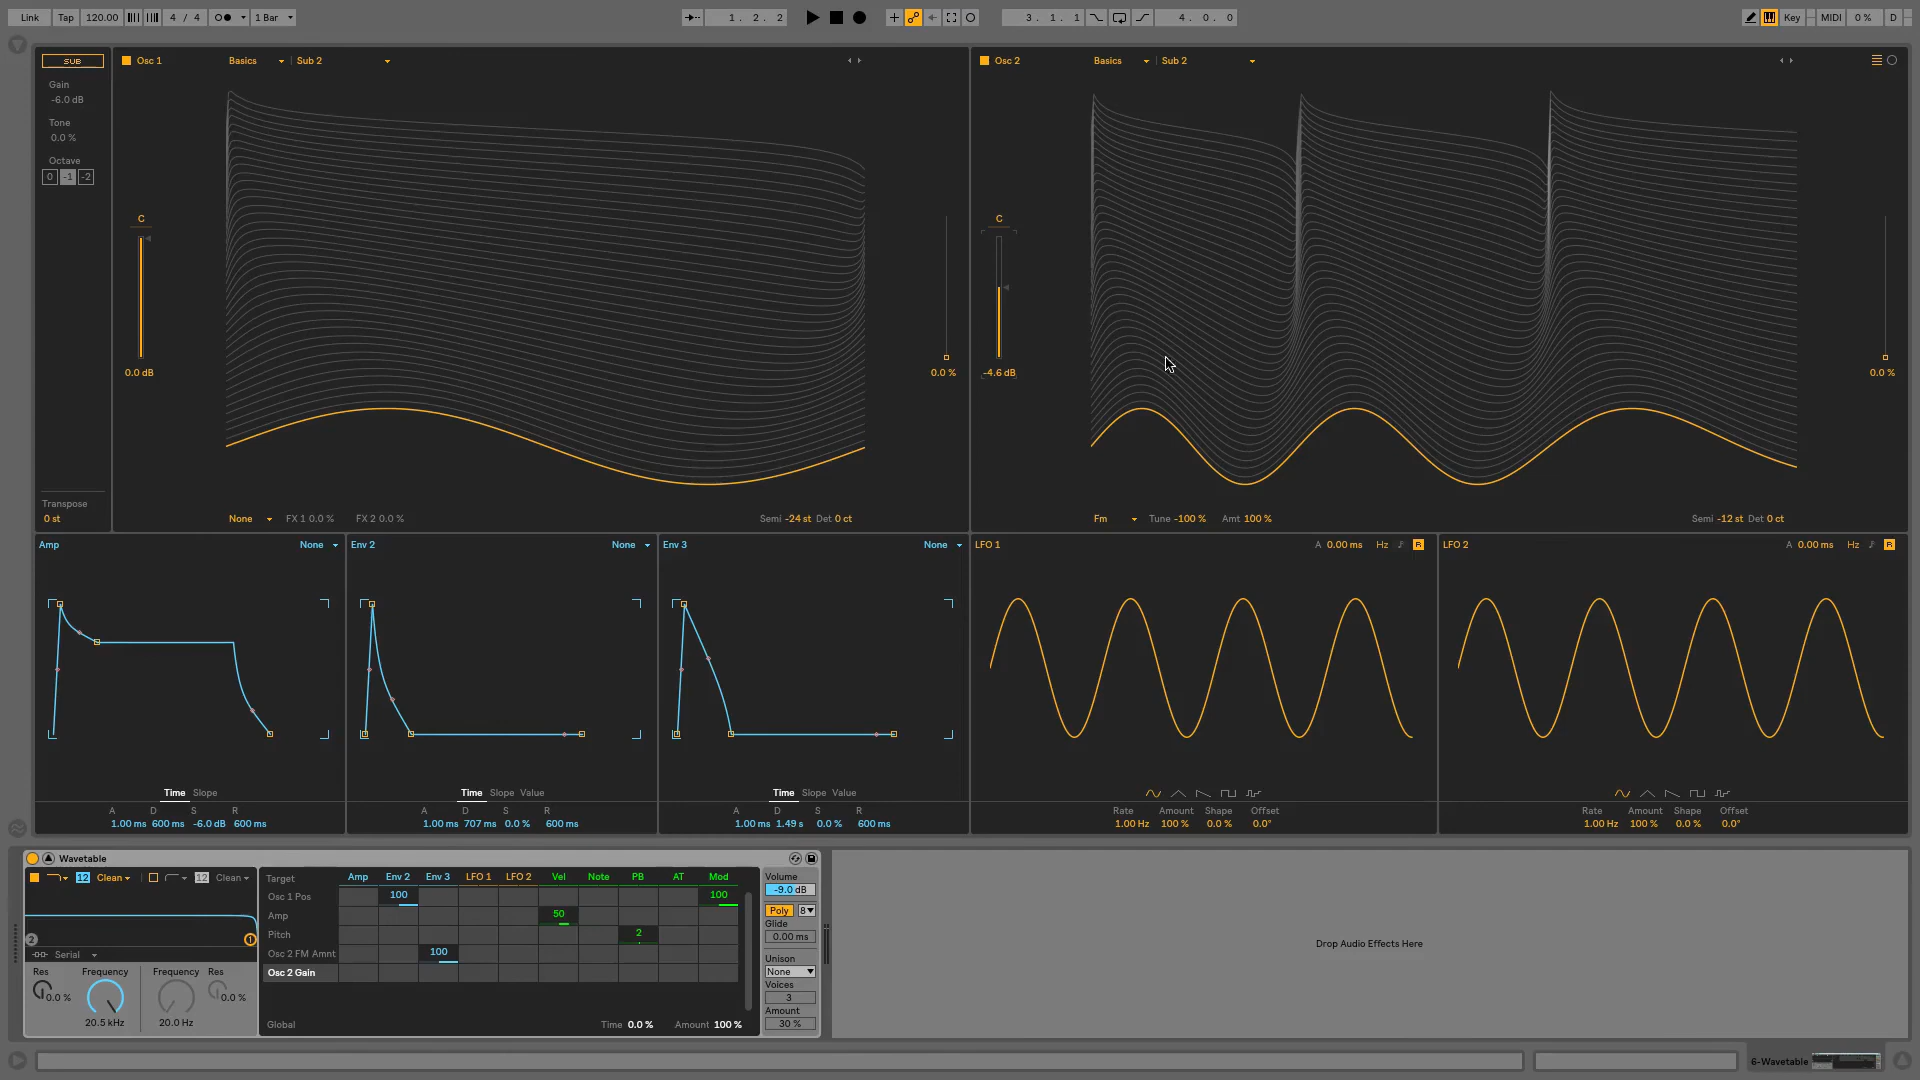 Link Tap 120.00 4 / 4 1 Bar 1. 2. 2 3. 1. 1 4. 0. 0 Key MIDI 0 % D
SUB
Gain
-6.0 dB
Tone
0.0 %
Octave
0 -1 -2
Transpose
0 st
Osc 1 Basics Sub 2
C
0.0 dB
0.0 %
None FX 1 0.0 % FX 2 0.0 % Semi -24 st Det 0 ct
Osc 2 Basics Sub 2
C
-4.6 dB
0.0 %
Fm Tune -100 % Amt 100 % Semi -12 st Det 0 ct
Amp None
Time Slope
A D S R
1.00 ms 600 ms -6.0 dB 600 ms
Env 2 None
Time Slope Value
A D S R
1.00 ms 707 ms 0.0 % 600 ms
Env 3 None
Time Slope Value
A D S R
1.00 ms 1.49 s 0.0 % 600 ms
LFO 1 A 0.00 ms Hz R
Rate Amount Shape Offset
1.00 Hz 100 % 0.0 % 0.0°
LFO 2 A 0.00 ms Hz R
Rate Amount Shape Offset
1.00 Hz 100 % 0.0 % 0.0°
Wavetable
12 Clean 12 Clean
2 1
Serial
Res Frequency Frequency Res
0.0 % 0.0 %
20.5 kHz 20.0 Hz
Target Amp Env 2 Env 3 LFO 1 LFO 2 Vel Note PB AT Mod
Osc 1 Pos 100 100
Amp 50
Pitch 2
Osc 2 FM Amnt 100
Osc 2 Gain
Global Time 0.0 % Amount 100 %
Volume
-9.0 dB
Poly 8
Glide
0.00 ms
Unison
None
Voices
3
Amount
30 %
Drop Audio Effects Here
6-Wavetable